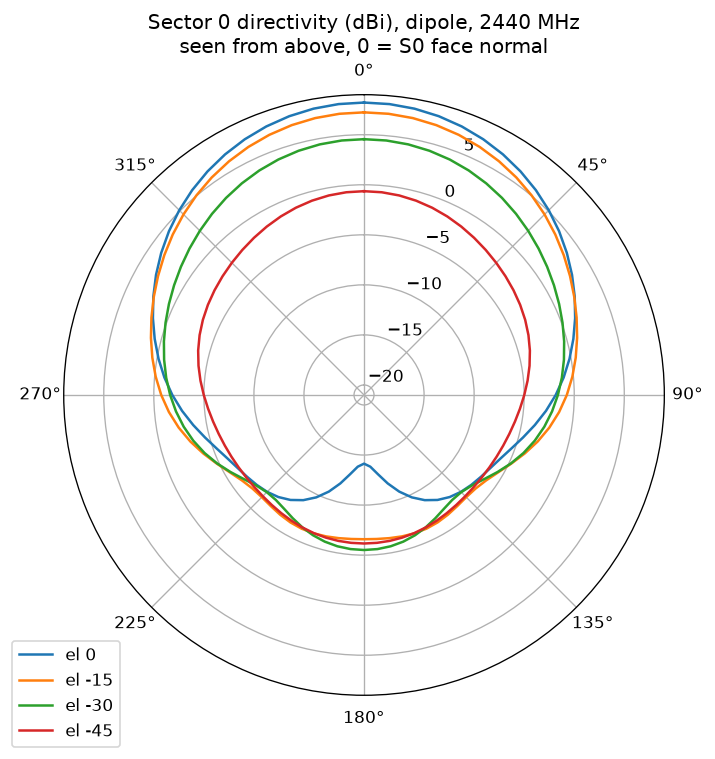 Sector 0 directivity (dBi), dipole, 2440 MHz
seen from above, 0 = S0 face normal
0°
45°
90°
135°
180°
225°
270°
315°
5
0
−5
−10
−15
−20
el 0
el -15
el -30
el -45